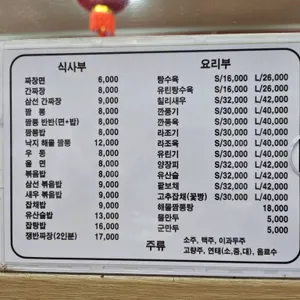 식사부
짜장면 6,000
간짜장 8,000
삼선 간짜장 9,000
짬 뽕 8,000
짬뽕 반반(면+밥) 8,000
짬뽕밥 9,000
낙지 해물 짬뽕 12,000
우 동 8,000
울 면 8,000
볶음밥 8,000
삼선 볶음밥 9,000
새우 볶음밥 9,000
잡채밥 9,000
유산슬밥 13,000
잡탕밥 16,000
쟁반짜장(2인분) 17,000
요리부
탕수육 S/16,000 L/26,000
유린탕수육 S/16,000 L/26,000
칠리새우 S/32,000 L/42,000
깐풍기 S/30,000 L/40,000
깐풍육 S/30,000 L/40,000
라조기 S/30,000 L/40,000
라조육 S/30,000 L/40,000
유린기 S/30,000 L/40,000
양장피 S/30,000 L/40,000
유산슬 S/32,000 L/42,000
팔보채 S/32,000 L/42,000
고추잡채(꽃빵) S/30,000 L/40,000
해물짬뽕탕 18,000
물만두 5,000
군만두 5,000
주류
소주, 맥주, 이과두주
고량주, 연태(소,중,대), 음료수